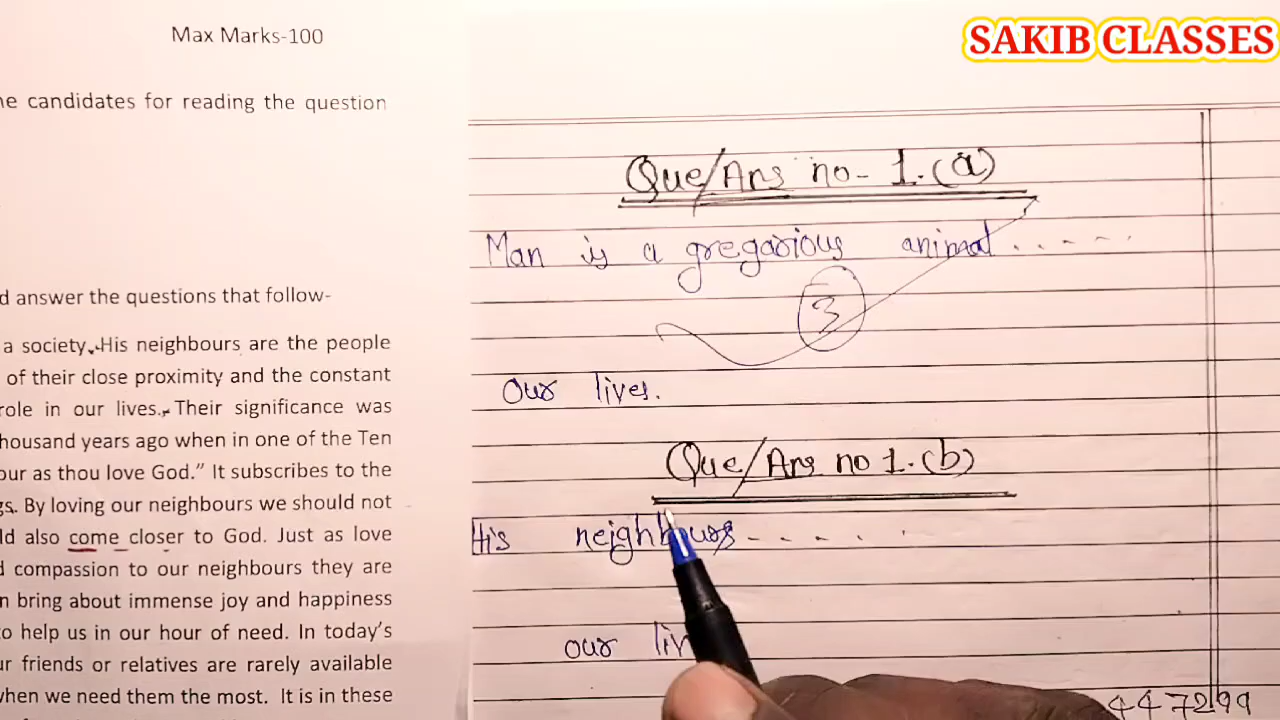 Max Marks-100
SAKIB CLASSES
he candidates for reading the question
d answer the questions that follow-
a society. His neighbours are the people
of their close proximity and the constant
role in our lives. Their significance was
housand years ago when in one of the Ten
our as thou love God.” It subscribes to the
gs. By loving our neighbours we should not
ld also come closer to God. Just as love
d compassion to our neighbours they are
n bring about immense joy and happiness
to help us in our hour of need. In today’s
ur friends or relatives are rarely available
when we need them the most. It is in these
Que/Ans no- 1.(a)
Man is a gregarious animal.....
3
Our lives.
Que/Ans no 1.(b)
His neighbours - - - - . .
our liv
447299